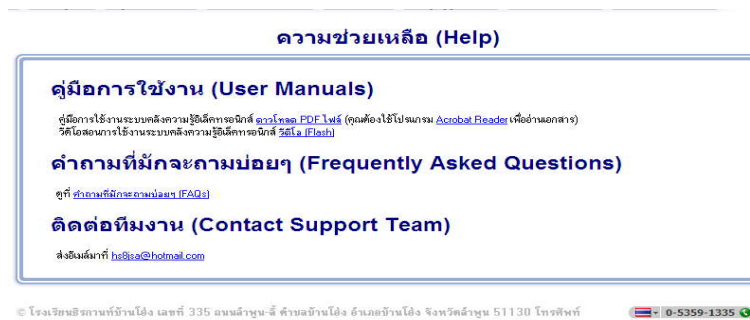 ความช่วยเหลือ (Help)
คู่มือการใช้งาน (User Manuals)
คู่มือการใช้งานระบบคลังความรู้อิเล็คทรอนิกส์ ดาวโหลด PDF ไฟล์ (คุณต้องใช้โปรแกรม Acrobat Reader เพื่ออ่านเอกสาร)
วิดีโอสอนการใช้งานระบบคลังความรู้อิเล็คทรอนิกส์ วิดีโอ (Flash)
คำถามที่มักจะถามบ่อยๆ (Frequently Asked Questions)
ดูที่ คำถามที่มักจะถามบ่อยๆ (FAQs)
ติดต่อทีมงาน (Contact Support Team)
ส่งอีเมล์มาที่ hs8jsa@hotmail.com
© โรงเรียนธีรกานท์บ้านโฮ่ง เลขที่ 335 ถนนลำพูน-ลี้ ตำบลบ้านโฮ่ง อำเภอบ้านโฮ่ง จังหวัดลำพูน 51130 โทรศัพท์ 0-5359-1335